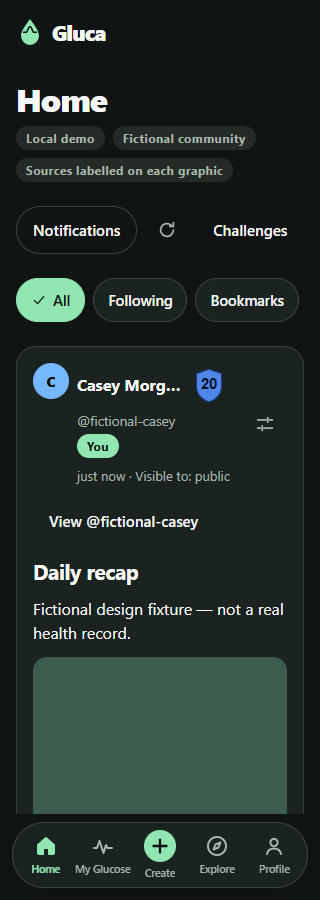 Gluca
Home
Local demo
Fictional community
Sources labelled on each graphic
Notifications
Challenges
All
Following
Bookmarks
C
Casey Morg...
20
@fictional-casey
You
just now · Visible to: public
View @fictional-casey
Daily recap
Fictional design fixture — not a real
health record.
Home
My Glucose
Create
Explore
Profile